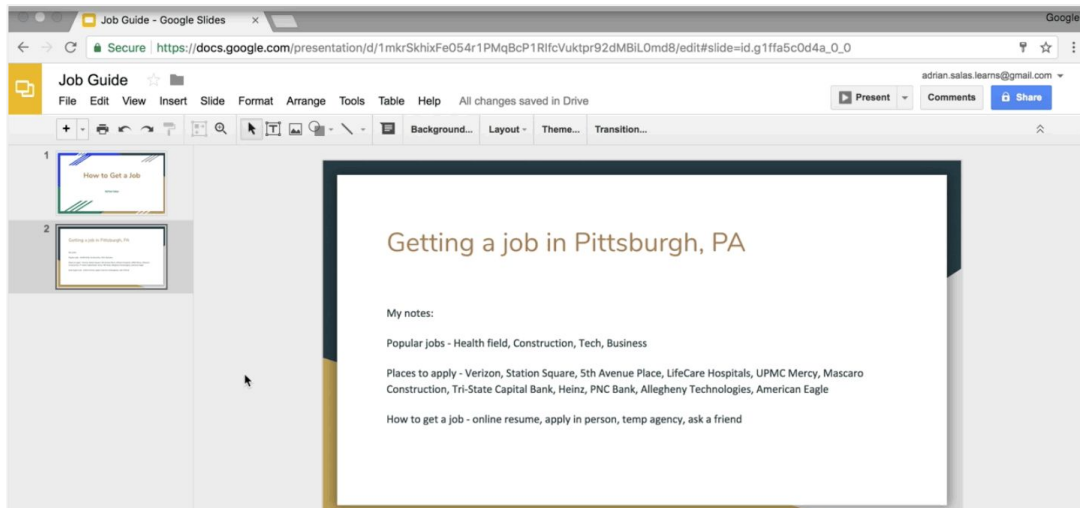 Job Guide - Google Slides ×
Google
Secure https://docs.google.com/presentation/d/1mkrSkhixFe054r1PMqBcP1RIfcVuktpr92dMBiL0md8/edit#slide=id.g1ffa5c0d4a_0_0
Job Guide
adrian.salas.learns@gmail.com
File Edit View Insert Slide Format Arrange Tools Table Help All changes saved in Drive
Present Comments Share
Background... Layout Theme... Transition...
1
How to Get a Job
2
Getting a job in Pittsburgh, PA
Getting a job in Pittsburgh, PA
My notes:
Popular jobs - Health field, Construction, Tech, Business
Places to apply - Verizon, Station Square, 5th Avenue Place, LifeCare Hospitals, UPMC Mercy, Mascaro
Construction, Tri-State Capital Bank, Heinz, PNC Bank, Allegheny Technologies, American Eagle
How to get a job - online resume, apply in person, temp agency, ask a friend